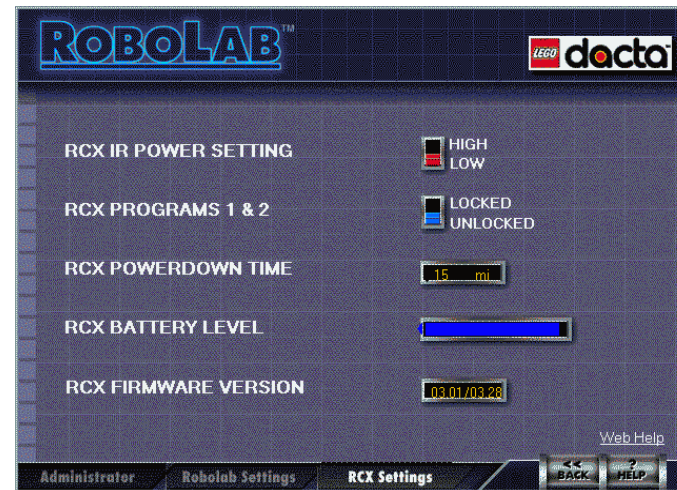 ROBOLAB™
LEGO dacta
RCX IR POWER SETTING
HIGH
LOW
RCX PROGRAMS 1 & 2
LOCKED
UNLOCKED
RCX POWERDOWN TIME
15 mi
RCX BATTERY LEVEL
RCX FIRMWARE VERSION
03.01/03.28
Web Help
Administrator
Robolab Settings
RCX Settings
<< BACK
? HELP